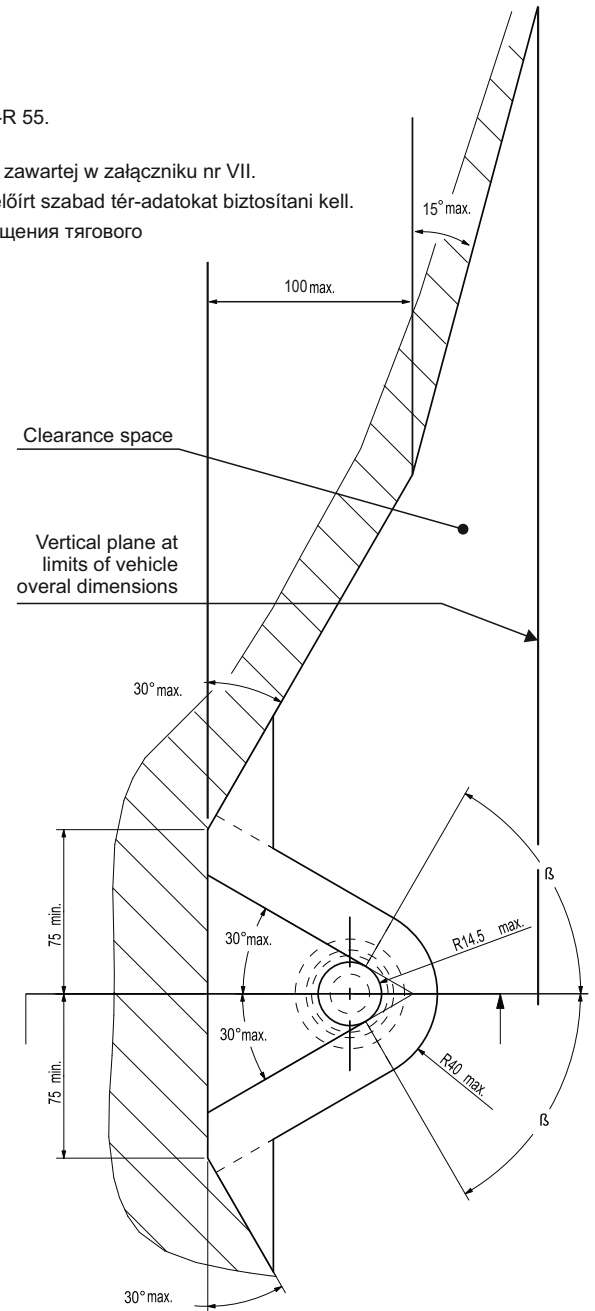 -R 55.
zawartej w załączniku nr VII.
előírt szabad tér-adatokat biztosítani kell.
щения тягового
15° max.
100 max.
Clearance space
Vertical plane at
limits of vehicle
overal dimensions
30° max.
ß
75 min.
R14.5 max.
30° max.
30° max.
75 min.
R40 max.
ß
30° max.